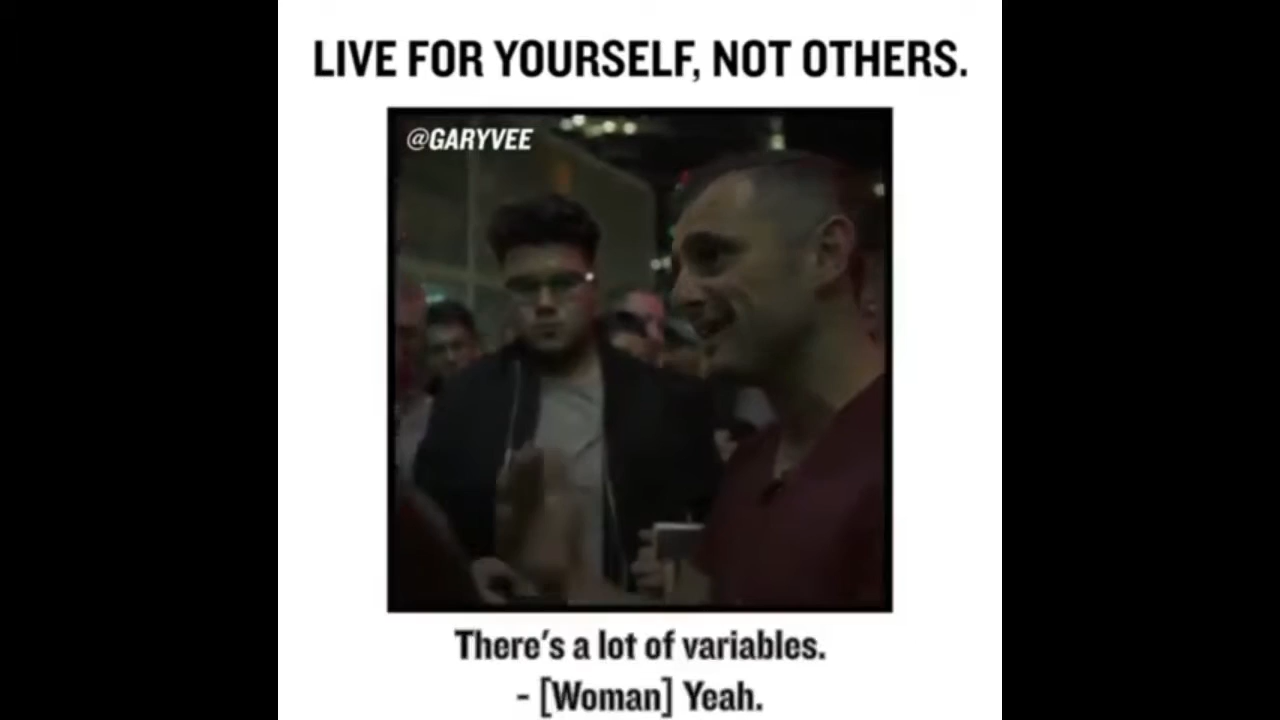 LIVE FOR YOURSELF, NOT OTHERS.
@GARYVEE
There's a lot of variables.
- [Woman] Yeah.